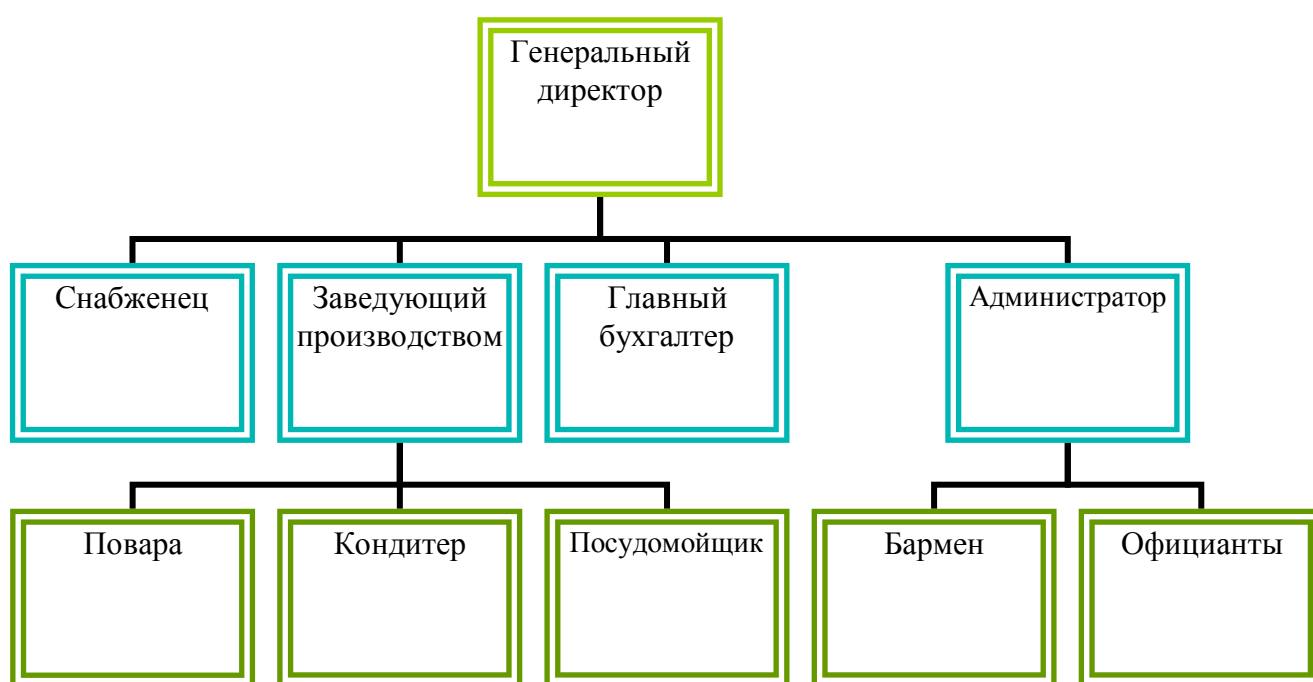 Генеральный
директор
Снабженец
Заведующий
производством
Главный
бухгалтер
Администратор
Повара
Кондитер
Посудомойщик
Бармен
Официанты